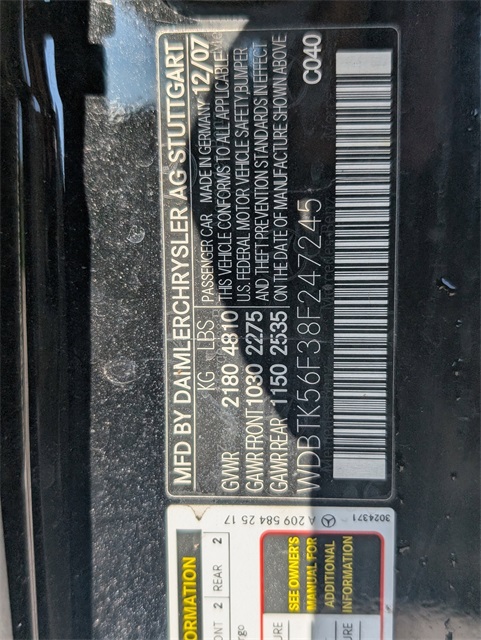 MFD BY DAIMLERCHRYSLER AG-STUTTGART
KG LBS PASSENGER CAR MADE IN GERMANY 12/07
GVWR 2180 4810 THIS VEHICLE CONFORMS TO ALL APPLICABLE
GAWR FRONT 1030 2275 U.S. FEDERAL MOTOR VEHICLE SAFETY, BUMPER
GAWR REAR 1150 2535 AND THEFT PREVENTION STANDARDS IN EFFECT
ON THE DATE OF MANUFACTURE SHOWN ABOVE
WDBTK56F38F247245 C040
3024371
A 209 584 25 17
INFORMATION
2 REAR 2
SEE OWNER'S
MANUAL FOR
ADDITIONAL
INFORMATION